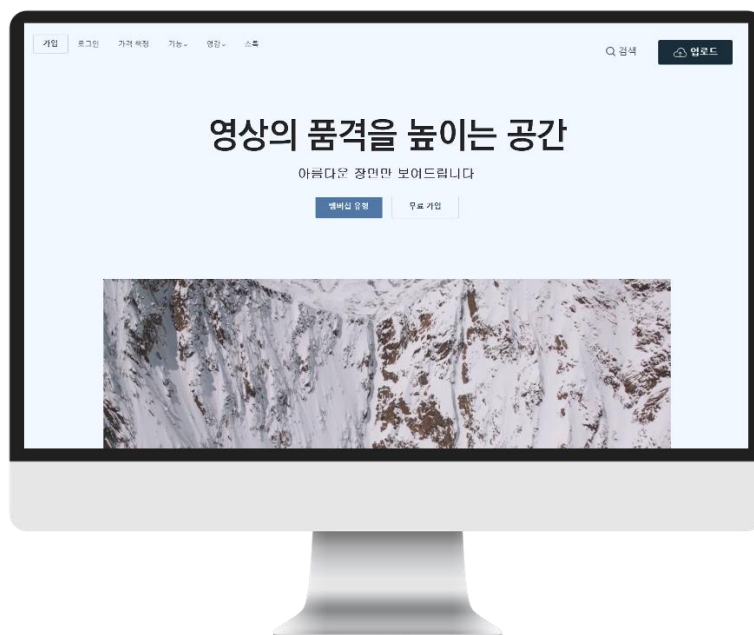 가입 로그인 가격 책정 기능 영감 스톡 검색 업로드
영상의 품격을 높이는 공간
아름다운 장면만 보여드립니다
멤버십 유형 무료 가입